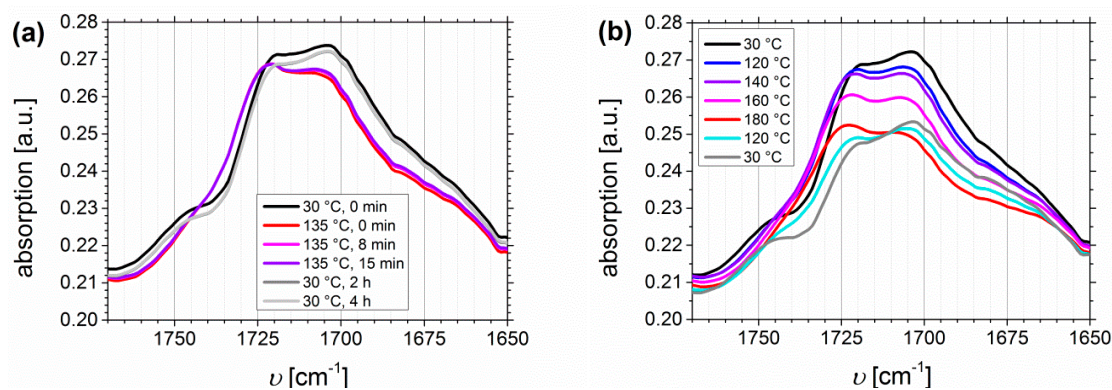 (a)
0.28
0.27
0.26
0.25
0.24
0.23
0.22
0.21
0.20
absorption [a.u.]
30 °C, 0 min
135 °C, 0 min
135 °C, 8 min
135 °C, 15 min
30 °C, 2 h
30 °C, 4 h
1750 1725 1700 1675 1650
υ [cm⁻¹]
(b)
0.28
0.27
0.26
0.25
0.24
0.23
0.22
0.21
0.20
absorption [a.u.]
30 °C
120 °C
140 °C
160 °C
180 °C
120 °C
30 °C
1750 1725 1700 1675 1650
υ [cm⁻¹]